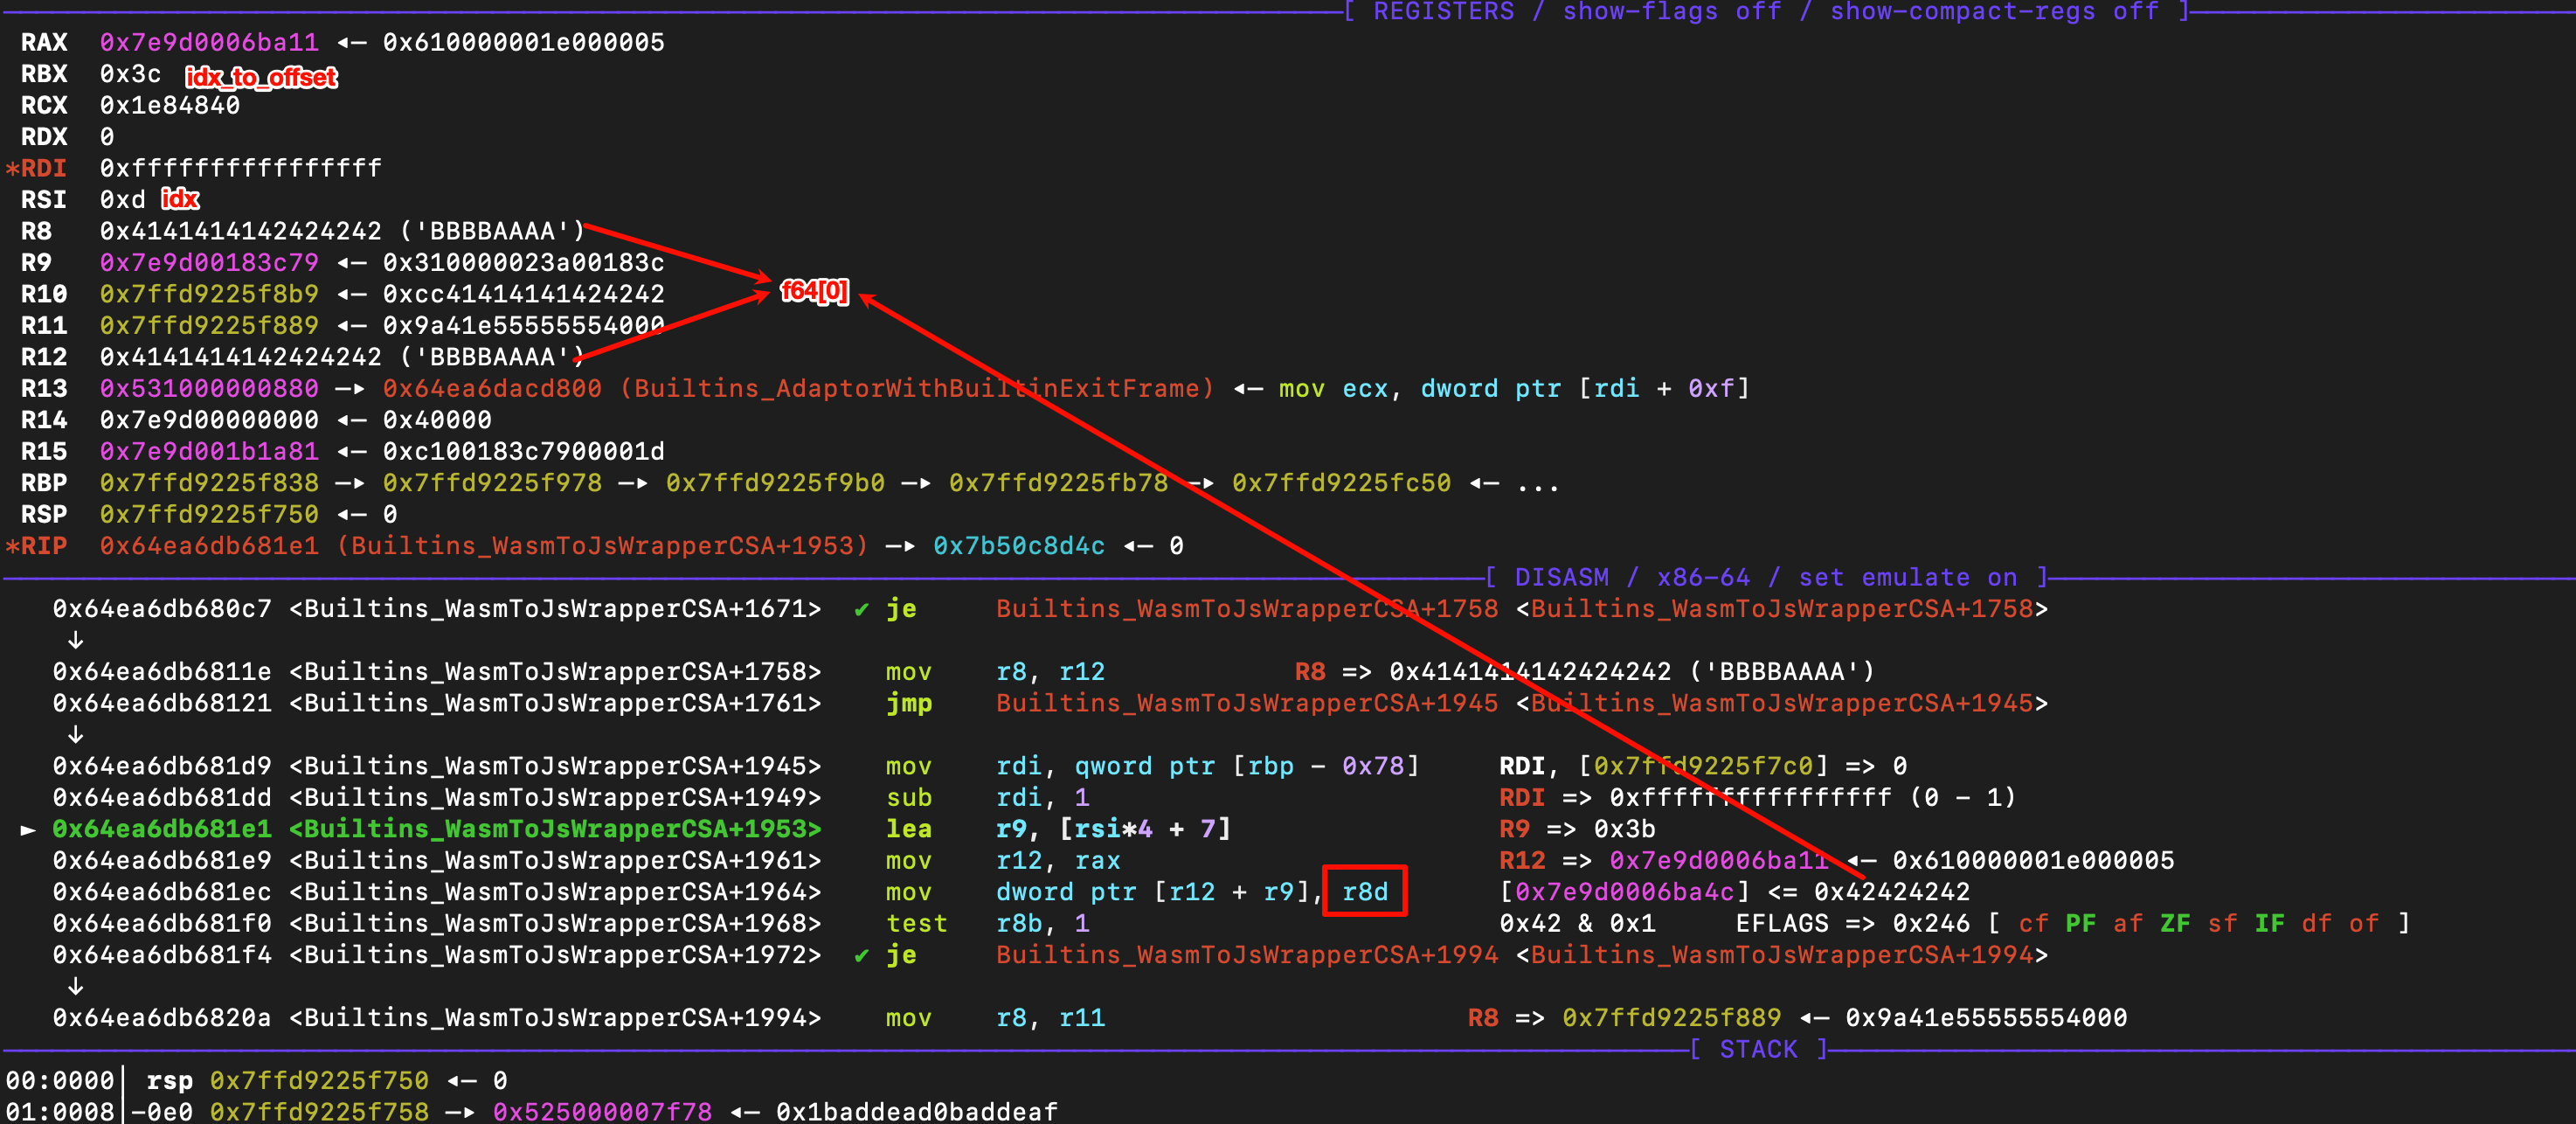 [ REGISTERS / show-flags off / show-compact-regs off ]
RAX 0x7e9d0006ba11 ◂— 0x610000001e000005
RBX 0x3c idx_to_offset
RCX 0x1e84840
RDX 0
*RDI 0xffffffffffffffff
RSI 0xd idx
R8 0x4141414142424242 ('BBBBAAAA')
R9 0x7e9d00183c79 ◂— 0x310000023a00183c
f64[0]
R10 0x7ffd9225f8b9 ◂— 0xcc41414141424242
R11 0x7ffd9225f889 ◂— 0x9a41e55555554000
R12 0x4141414142424242 ('BBBBAAAA')
R13 0x531000000880 —▸ 0x64ea6dacd800 (Builtins_AdaptorWithBuiltinExitFrame) ◂— mov ecx, dword ptr [rdi + 0xf]
R14 0x7e9d00000000 ◂— 0x40000
R15 0x7e9d001b1a81 ◂— 0xc100183c7900001d
RBP 0x7ffd9225f838 —▸ 0x7ffd9225f978 —▸ 0x7ffd9225f9b0 —▸ 0x7ffd9225fb78 —▸ 0x7ffd9225fc50 ◂— ...
RSP 0x7ffd9225f750 ◂— 0
*RIP 0x64ea6db681e1 (Builtins_WasmToJsWrapperCSA+1953) —▸ 0x7b50c8d4c ◂— 0
[ DISASM / x86-64 / set emulate on ]
0x64ea6db680c7 <Builtins_WasmToJsWrapperCSA+1671> ✔ je Builtins_WasmToJsWrapperCSA+1758 <Builtins_WasmToJsWrapperCSA+1758>
↓
0x64ea6db6811e <Builtins_WasmToJsWrapperCSA+1758> mov r8, r12 R8 => 0x4141414142424242 ('BBBBAAAA')
0x64ea6db68121 <Builtins_WasmToJsWrapperCSA+1761> jmp Builtins_WasmToJsWrapperCSA+1945 <Builtins_WasmToJsWrapperCSA+1945>
↓
0x64ea6db681d9 <Builtins_WasmToJsWrapperCSA+1945> mov rdi, qword ptr [rbp - 0x78] RDI, [0x7ffd9225f7c0] => 0
0x64ea6db681dd <Builtins_WasmToJsWrapperCSA+1949> sub rdi, 1 RDI => 0xffffffffffffffff (0 - 1)
► 0x64ea6db681e1 <Builtins_WasmToJsWrapperCSA+1953> lea r9, [rsi*4 + 7] R9 => 0x3b
0x64ea6db681e9 <Builtins_WasmToJsWrapperCSA+1961> mov r12, rax R12 => 0x7e9d0006ba11 ◂— 0x610000001e000005
0x64ea6db681ec <Builtins_WasmToJsWrapperCSA+1964> mov dword ptr [r12 + r9], r8d [0x7e9d0006ba4c] <= 0x42424242
0x64ea6db681f0 <Builtins_WasmToJsWrapperCSA+1968> test r8b, 1 0x42 & 0x1 EFLAGS => 0x246 [ cf PF af ZF sf IF df of ]
0x64ea6db681f4 <Builtins_WasmToJsWrapperCSA+1972> ✔ je Builtins_WasmToJsWrapperCSA+1994 <Builtins_WasmToJsWrapperCSA+1994>
↓
0x64ea6db6820a <Builtins_WasmToJsWrapperCSA+1994> mov r8, r11 R8 => 0x7ffd9225f889 ◂— 0x9a41e55555554000
[ STACK ]
00:0000│ rsp 0x7ffd9225f750 ◂— 0
01:0008│-0e0 0x7ffd9225f758 —▸ 0x525000007f78 ◂— 0x1baddead0baddeaf